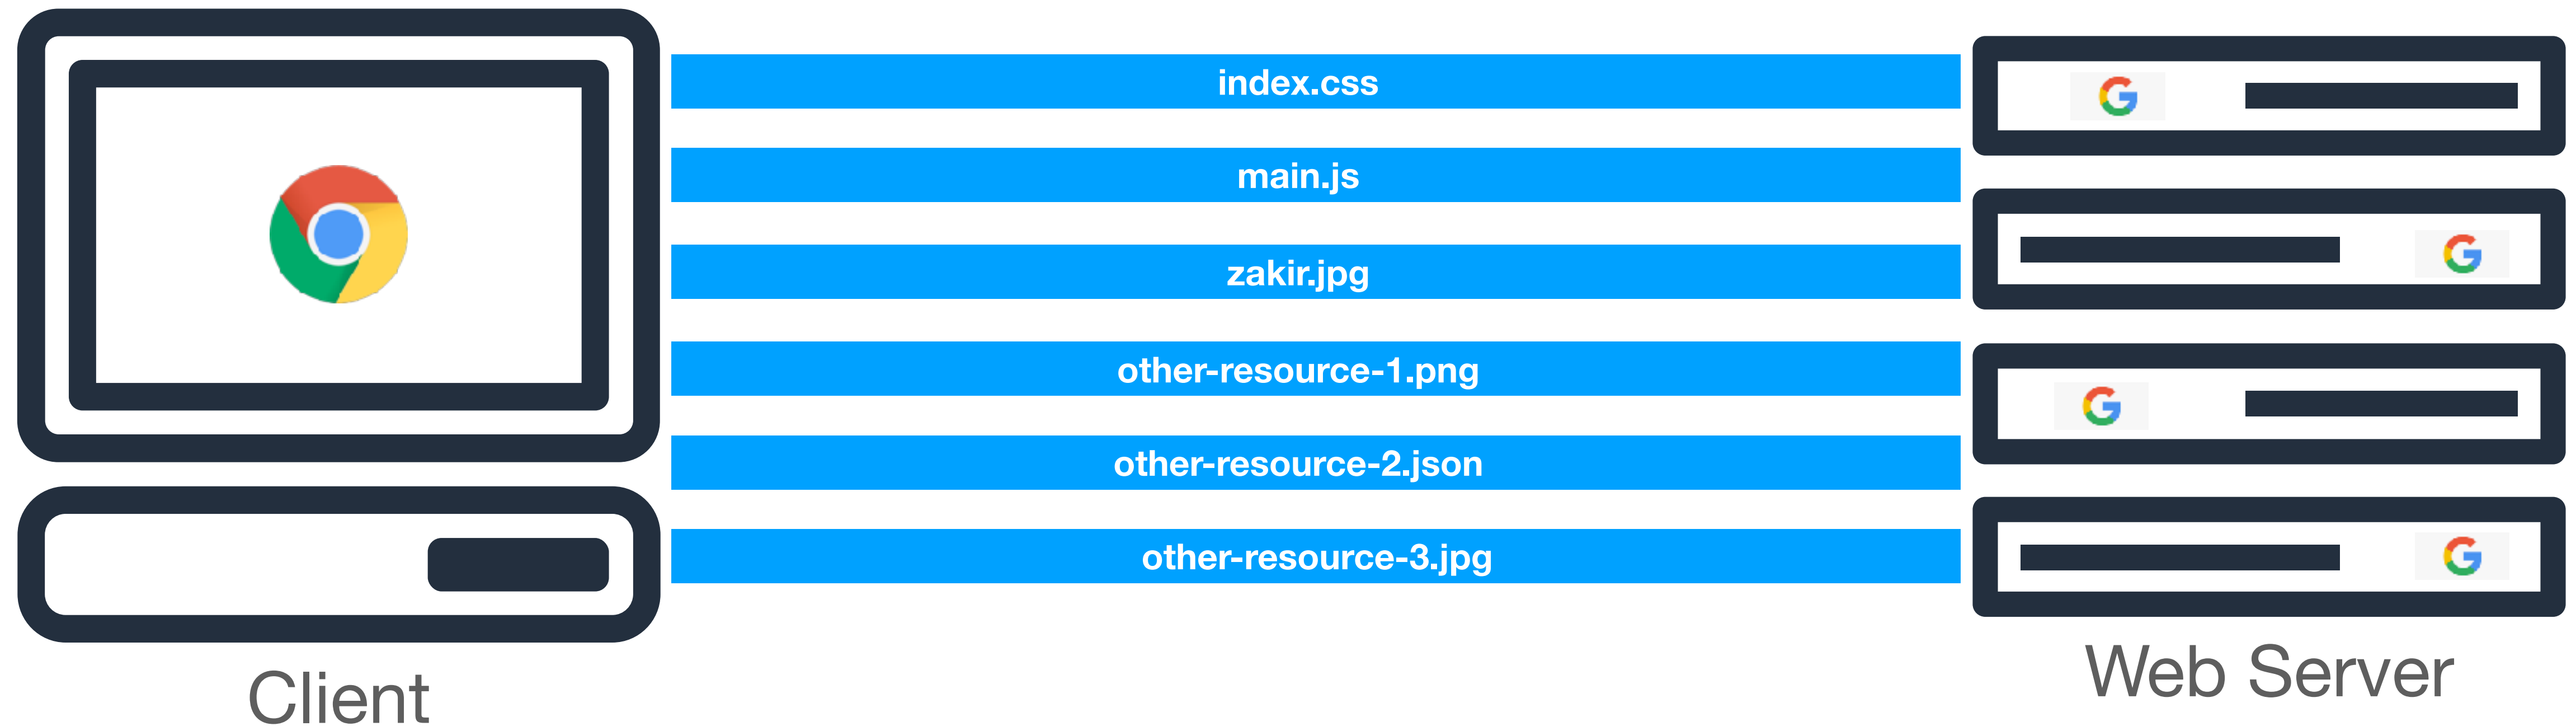 index.css
main.js
zakir.jpg
other-resource-1.png
other-resource-2.json
other-resource-3.jpg
Client
Web Server